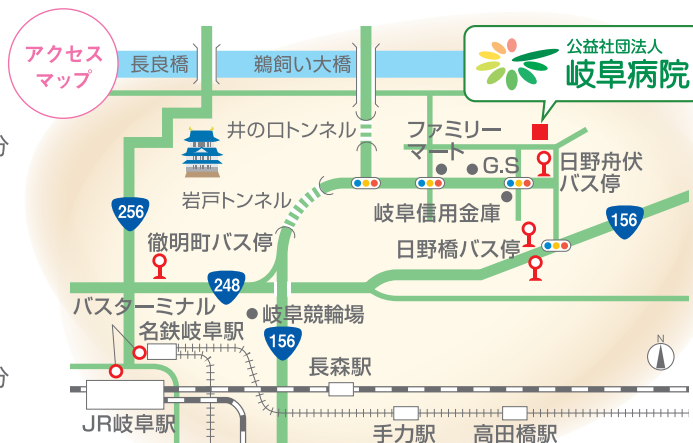 アクセス
マップ
長良橋
鵜飼い大橋
公益社団法人
岐阜病院
分
井の口トンネル
ファミリー
マート
G.S
日野舟伏
バス停
岩戸トンネル
岐阜信用金庫
256
156
徹明町バス停
日野橋バス停
248
バスターミナル
岐阜競輪場
名鉄岐阜駅
156
N
長森駅
分
JR岐阜駅
手力駅
高田橋駅